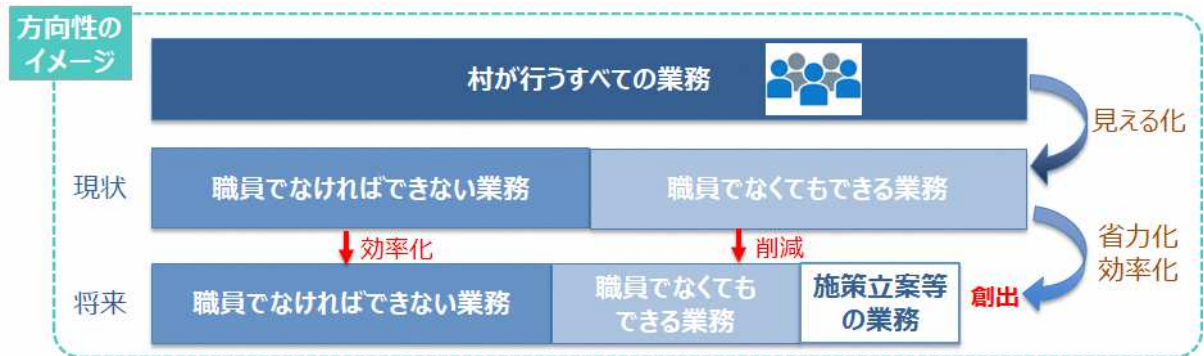 方向性の
イメージ
村が行うすべての業務
見える化
現状
職員でなければできない業務
職員でなくてもできる業務
効率化
削減
省力化
効率化
将来
職員でなければできない業務
職員でなくても
できる業務
施策立案等
の業務
創出